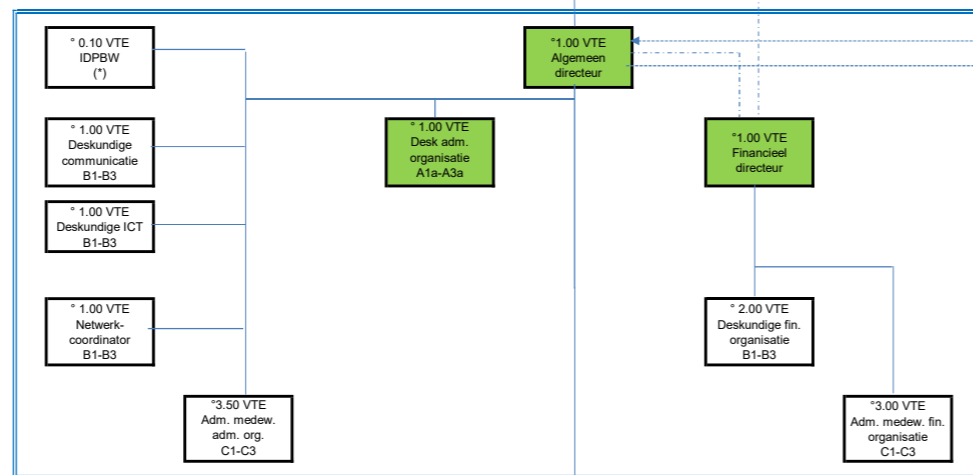 ° 0.10 VTE
IDPBW
(*)
°1.00 VTE
Algemeen
directeur
° 1.00 VTE
Deskundige
communicatie
B1-B3
° 1.00 VTE
Desk adm.
organisatie
A1a-A3a
°1.00 VTE
Financieel
directeur
° 1.00 VTE
Deskundige ICT
B1-B3
° 1.00 VTE
Netwerk-
coordinator
B1-B3
° 2.00 VTE
Deskundige fin.
organisatie
B1-B3
°3.50 VTE
Adm. medew.
adm. org.
C1-C3
°3.00 VTE
Adm. medew. fin.
organisatie
C1-C3